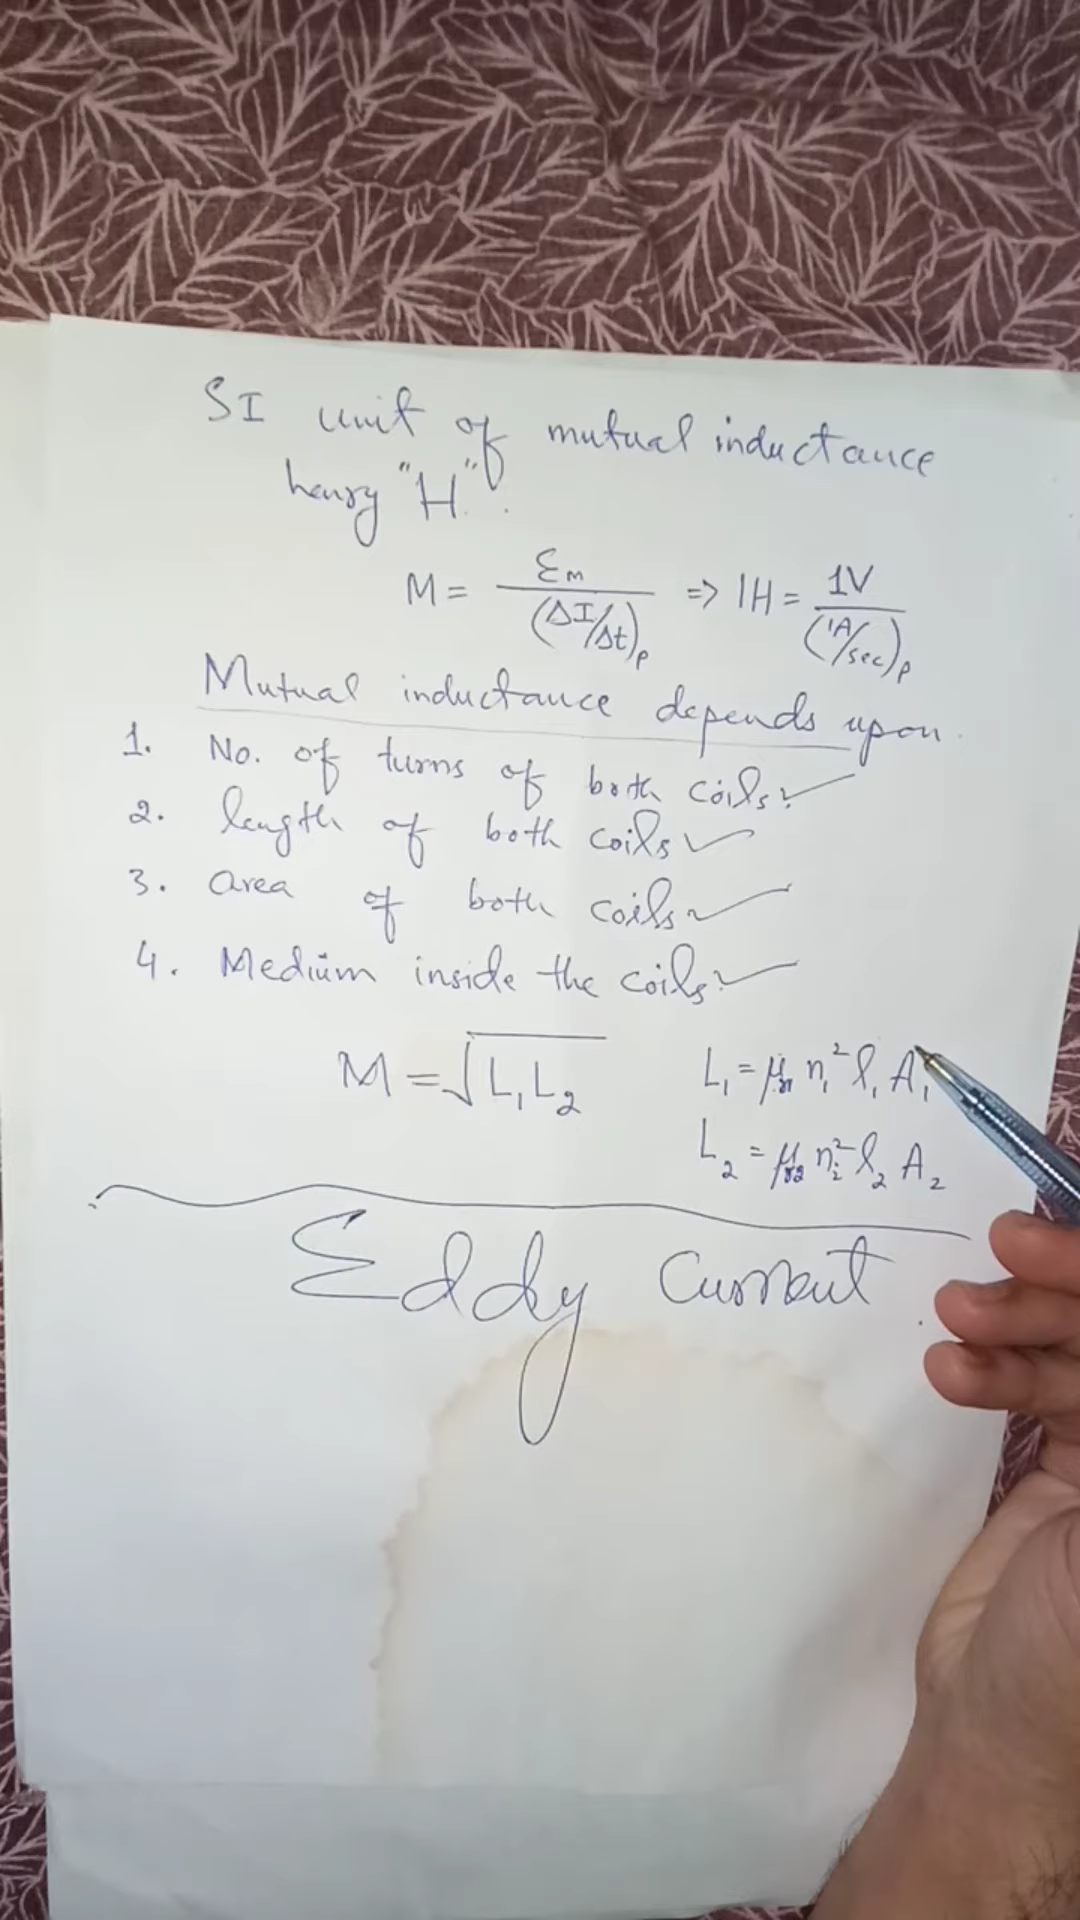 SI unit of mutual inductance
henry "H".
M = εm / (ΔI/Δt)p ⇒ 1H = 1V / (1A/sec)p
Mutual inductance depends upon.
1. No. of turns of both coils.
2. length of both coils
3. area of both coils
4. Medium inside the coils.
M = √L₁L₂
L₁ = μr1 n₁² l₁ A₁
L₂ = μr2 n₂² l₂ A₂
Eddy Current